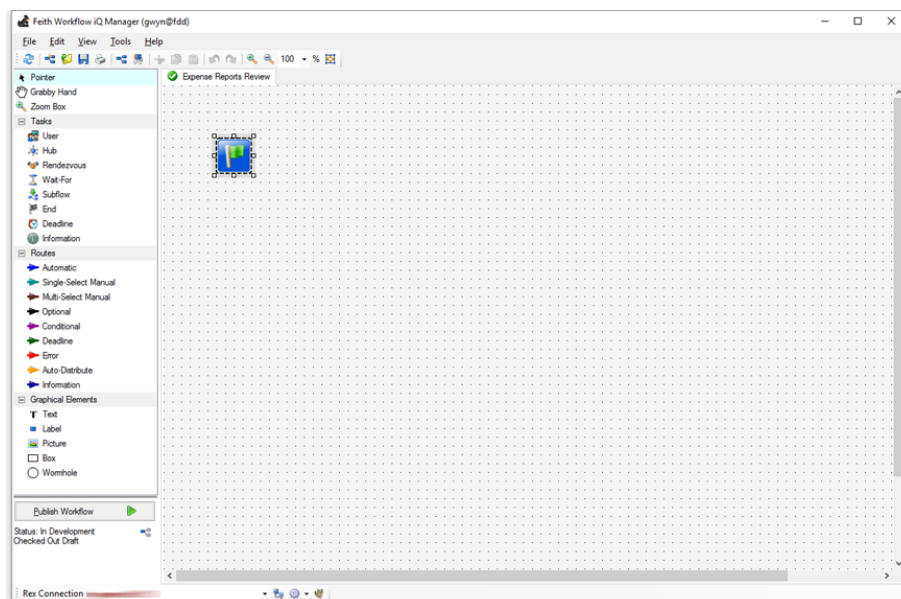 Feith Workflow iQ Manager (gwyn@fdd)
File Edit View Tools Help
100 %
Pointer
Expense Reports Review
Grabby Hand
Zoom Box
Tasks
User
Hub
Rendezvous
Wait-For
Subflow
End
Deadline
Information
Routes
Automatic
Single-Select Manual
Multi-Select Manual
Optional
Conditional
Deadline
Error
Auto-Distribute
Information
Graphical Elements
T Text
Label
Picture
Box
Wormhole
Publish Workflow
Status: In Development
Checked Out Draft
Rex Connection